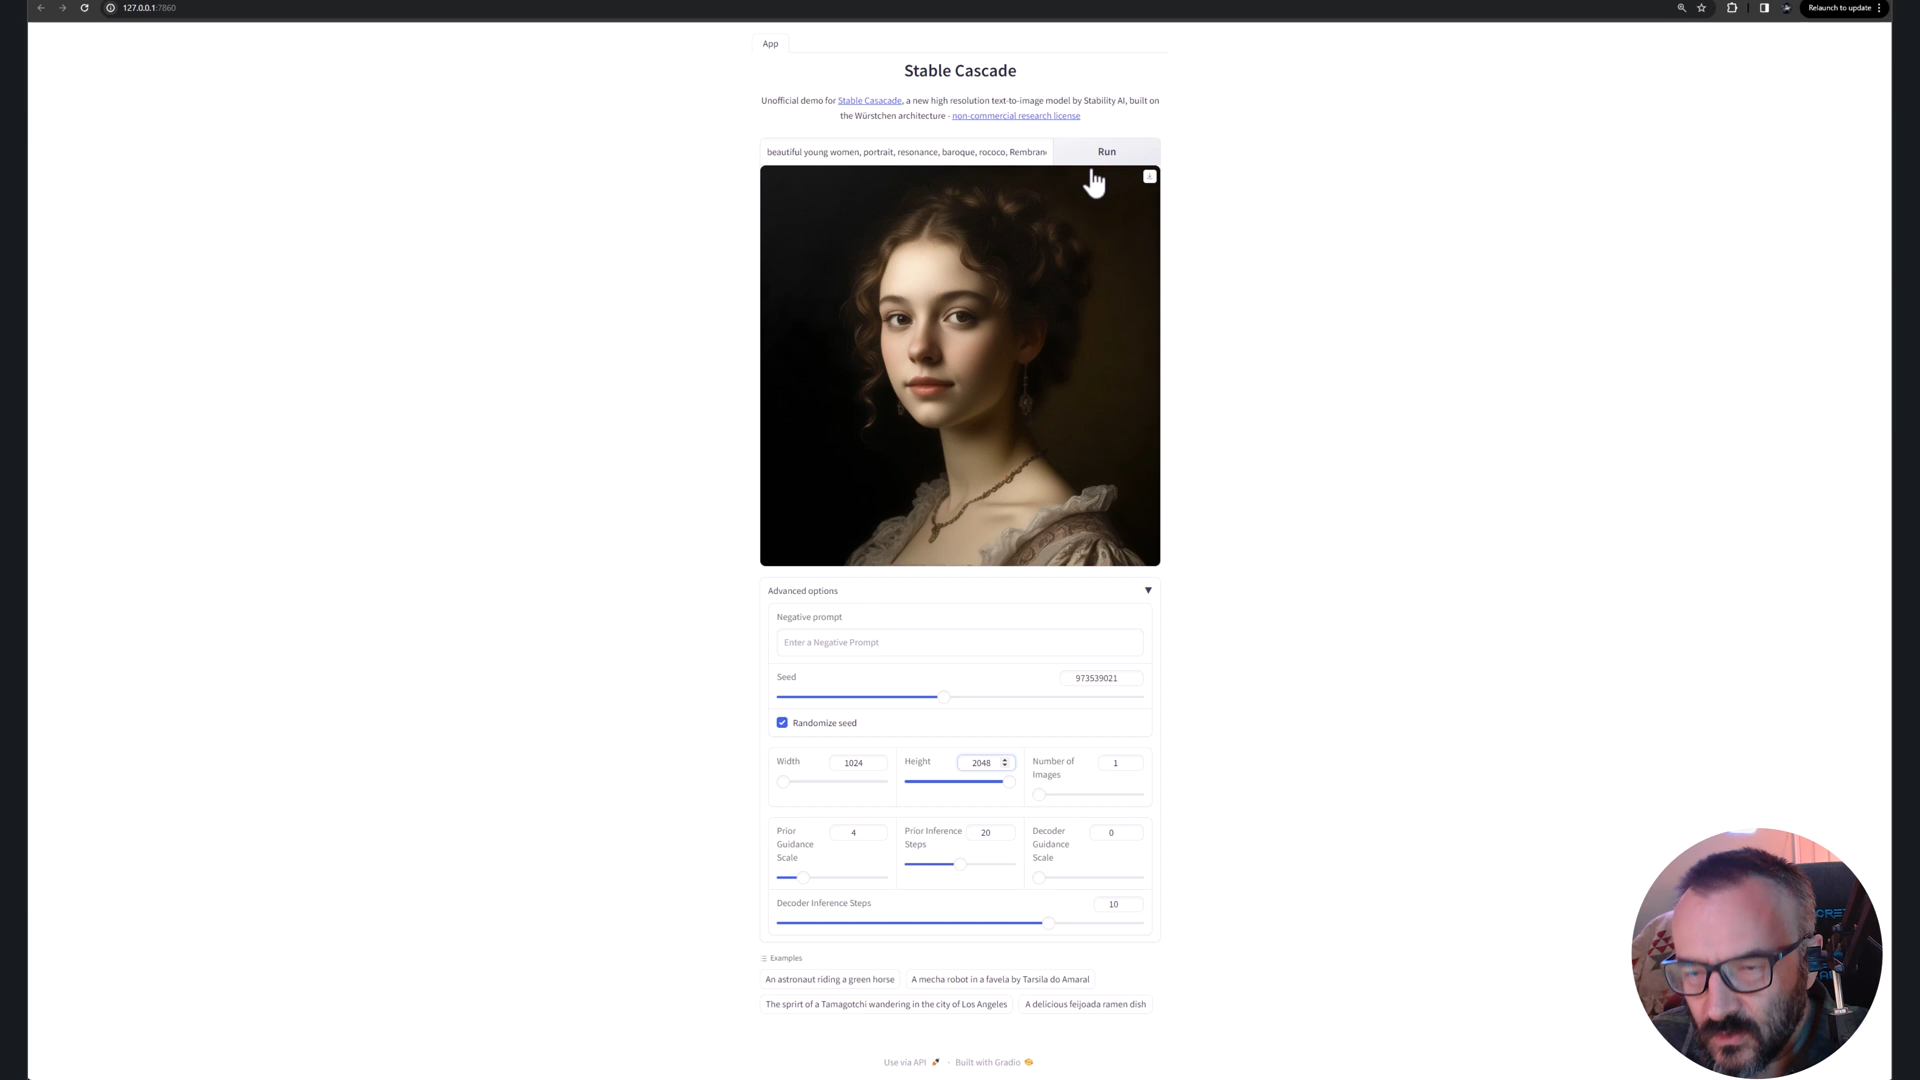 127.0.0.1:7860
Relaunch to update
App
Stable Cascade
Unofficial demo for Stable Casacade, a new high resolution text-to-image model by Stability AI, built on
the Würstchen architecture - non-commercial research license
beautiful young women, portrait, resonance, baroque, rococo, Rembran
Run
Advanced options
Negative prompt
Enter a Negative Prompt
Seed
973539021
Randomize seed
Width
1024
Height
2048
Number of
Images
1
Prior
Guidance
Scale
4
Prior Inference
Steps
20
Decoder
Guidance
Scale
0
Decoder Inference Steps
10
Examples
An astronaut riding a green horse
A mecha robot in a favela by Tarsila do Amaral
The sprirt of a Tamagotchi wandering in the city of Los Angeles
A delicious feijoada ramen dish
Use via API
·
Built with Gradio